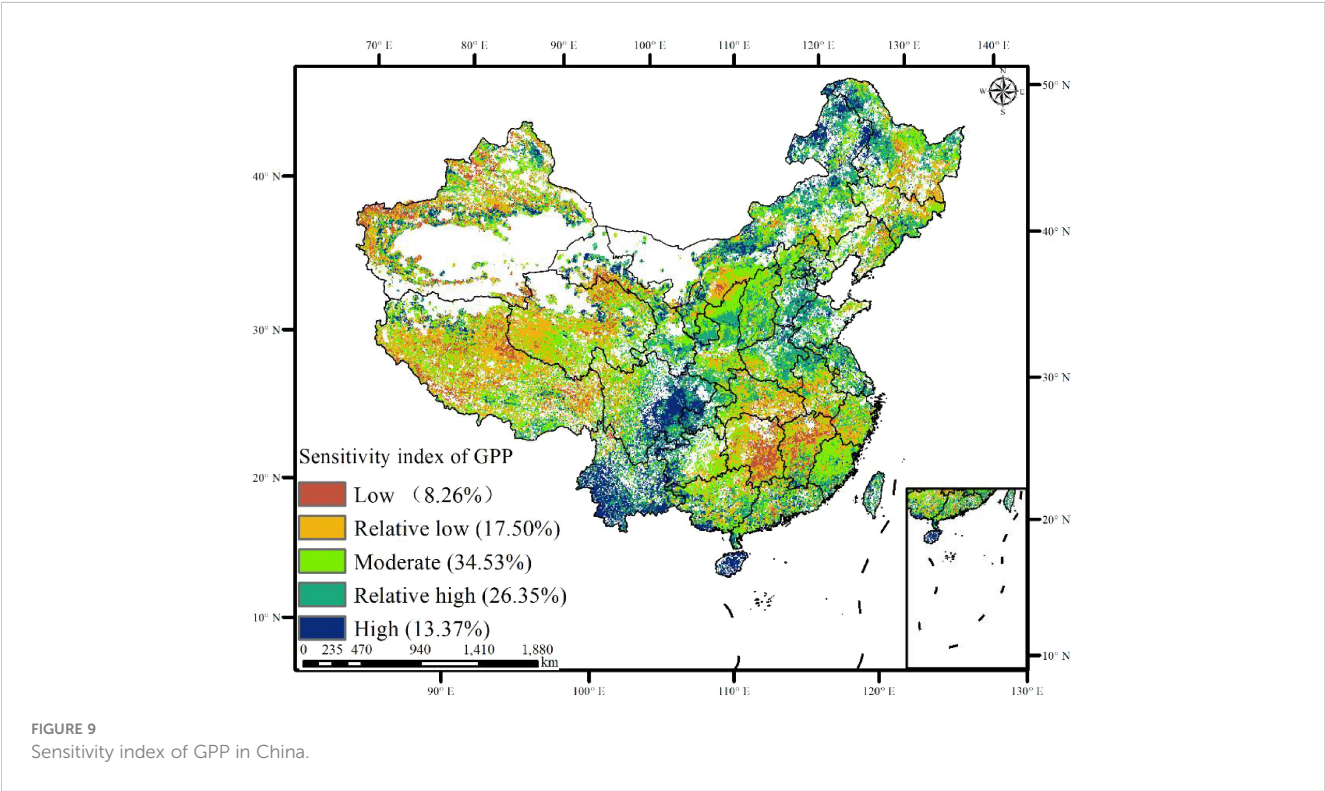 70° E 80° E 90° E 100° E 110° E 120° E 130° E 140° E
N
W E
S
50° N
40° N
40° N
30° N
30° N
20° N
20° N
10° N
10° N
Sensitivity index of GPP
Low （8.26%）
Relative low (17.50%)
Moderate (34.53%)
Relative high (26.35%)
High (13.37%)
0 235 470 940 1,410 1,880
km
90° E 100° E 110° E 120° E 130° E
FIGURE 9
Sensitivity index of GPP in China.